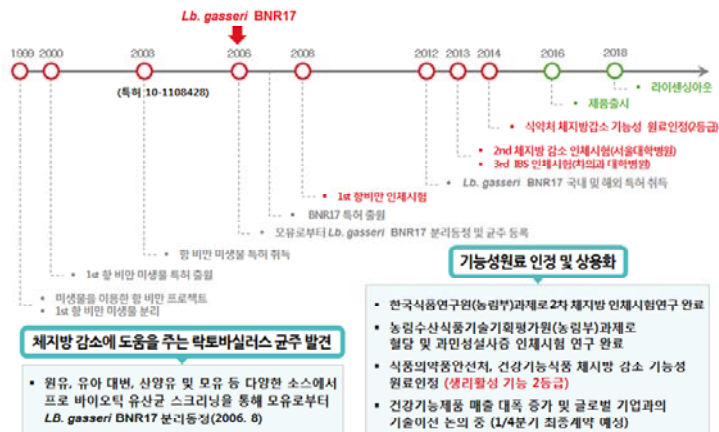 Lb. gasseri BNR17
1999 2000 2003 2006 2008 2012 2013 2014 2016 2018
(특허 10-1108428)
• 라이센싱아웃
• 제품출시
• 식약처 체지방감소 기능성 원료인정(2등급)
• 2nd 체지방 감소 인체시험(서울대학병원)
• 3rd IBS 인체시험(차의과 대학병원)
• Lb. gasseri BNR17 국내 및 해외 특허 취득
• 1st 항비만 인체시험
• BNR17 특허 출원
• 모유로부터 Lb. gasseri BNR17 분리동정 및 균주 등록
• 항 비만 미생물 특허 취득
• 1st 항 비만 미생물 특허 출원
• 미생물을 이용한 항 비만 프로젝트
• 1st 항 비만 미생물 분리
체지방 감소에 도움을 주는 락토바실러스 균주 발견
• 원유, 유아 대변, 산양유 및 모유 등 다양한 소스에서
프로 바이오틱 유산균 스크리닝을 통해 모유로부터
LB. gasseri BNR17 분리동정(2006. 8)
기능성원료 인정 및 상용화
• 한국식품연구원(농림부)과제로 2차 체지방 인체시험연구 완료
• 농림수산식품기술기획평가원(농림부)과제로
혈당 및 과민성설사증 인체시험 연구 완료
• 식품의약품안전처, 건강기능식품 체지방 감소 기능성
원료인정 (생리활성 기능 2등급)
• 건강기능제품 매출 대폭 증가 및 글로벌 기업과의
기술이전 논의 중 (1/4분기 최종계약 예정)